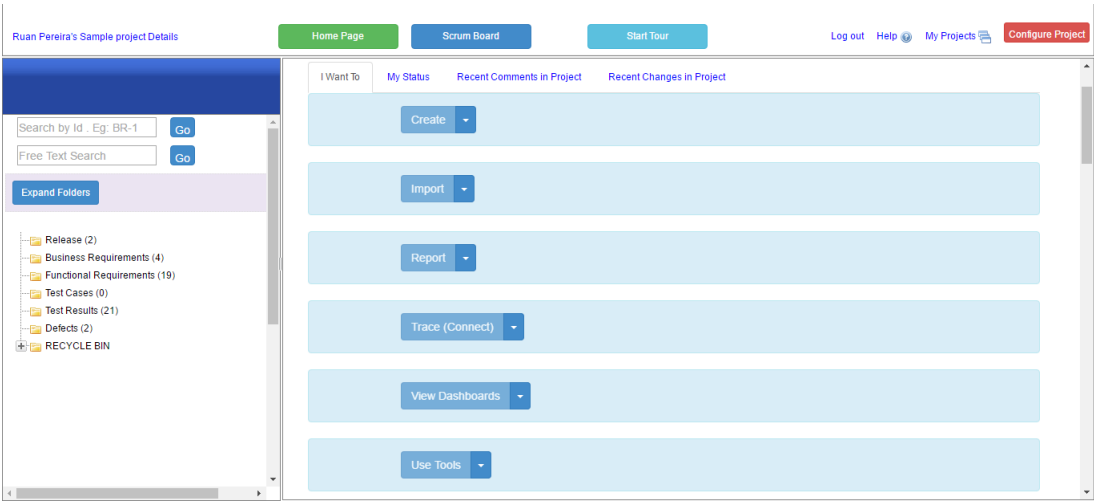 Ruan Pereira's Sample project Details
Home Page
Scrum Board
Start Tour
Log out
Help
My Projects
Configure Project
Search by Id . Eg: BR-1
Go
Free Text Search
Go
Expand Folders
Release (2)
Business Requirements (4)
Functional Requirements (19)
Test Cases (0)
Test Results (21)
Defects (2)
RECYCLE BIN
I Want To
My Status
Recent Comments in Project
Recent Changes in Project
Create
Import
Report
Trace (Connect)
View Dashboards
Use Tools